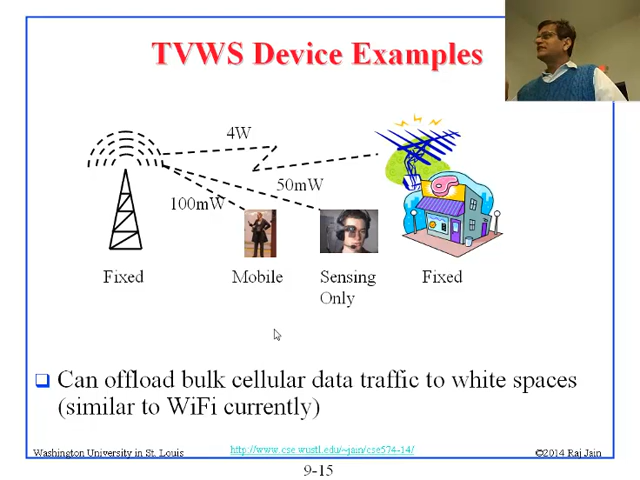 TVWS Device Examples
4W
50mW
100mW
Fixed
Mobile
Sensing
Only
Fixed
Can offload bulk cellular data traffic to white spaces
(similar to WiFi currently)
Washington University in St. Louis
http://www.cse.wustl.edu/~jain/cse574-14/
©2014 Raj Jain
9-15